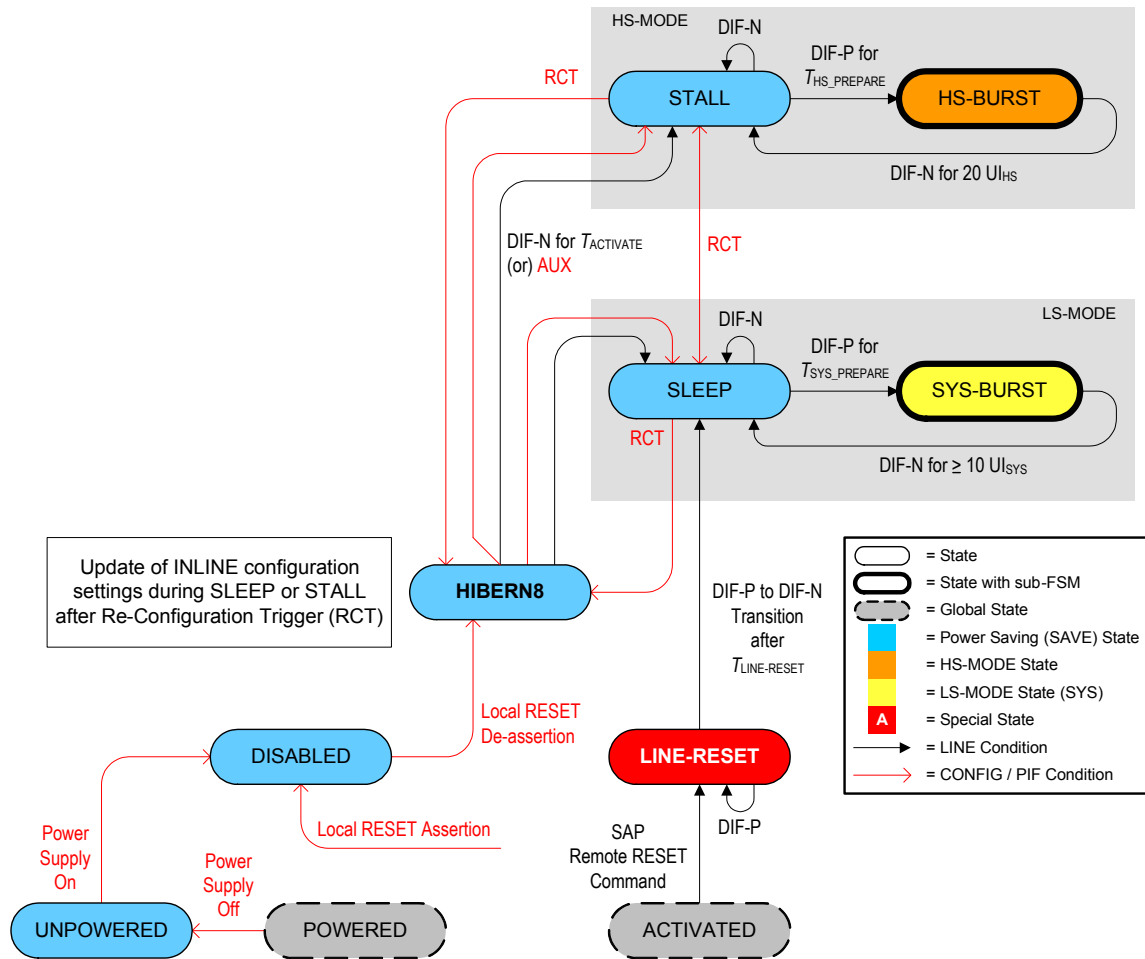 HS-MODE
DIF-N
DIF-P for
THS_PREPARE
RCT
STALL
HS-BURST
DIF-N for 20 UIHS
DIF-N for TACTIVATE
(or) AUX
RCT
LS-MODE
DIF-N
DIF-P for
TSYS_PREPARE
SLEEP
SYS-BURST
RCT
DIF-N for ≥ 10 UISYS
Update of INLINE configuration
settings during SLEEP or STALL
after Re-Configuration Trigger (RCT)
HIBERN8
DIF-P to DIF-N
Transition
after
TLINE-RESET
Local RESET
De-assertion
DISABLED
LINE-RESET
DIF-P
Local RESET Assertion
SAP
Remote RESET
Command
Power
Supply
On
Power
Supply
Off
UNPOWERED
POWERED
ACTIVATED
= State
= State with sub-FSM
= Global State
= Power Saving (SAVE) State
= HS-MODE State
= LS-MODE State (SYS)
A = Special State
= LINE Condition
= CONFIG / PIF Condition